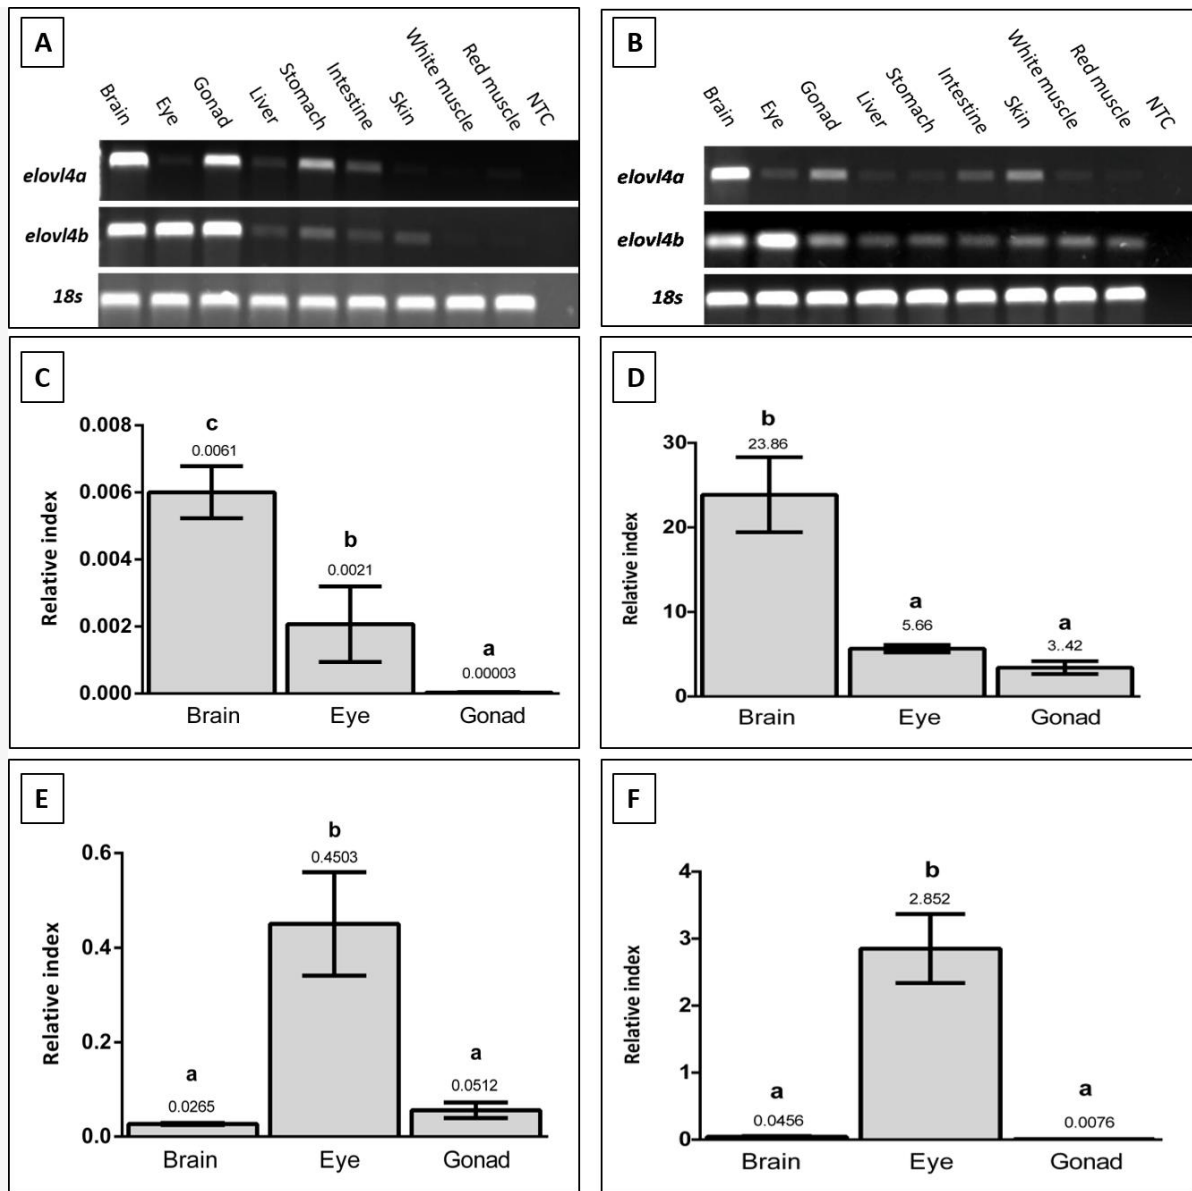 A
Brain
Eye
Gonad
Liver
Stomach
Intestine
Skin
White muscle
Red muscle
NTC
elovl4a
elovl4b
18s
B
Brain
Eye
Gonad
Liver
Stomach
Intestine
Skin
White muscle
Red muscle
NTC
elovl4a
elovl4b
18s
C
Relative index
0.008
0.006
0.004
0.002
0.000
c
0.0061
b
0.0021
a
0.00003
Brain
Eye
Gonad
D
Relative index
30
20
10
0
b
23.86
a
5.66
a
3..42
Brain
Eye
Gonad
E
Relative index
0.6
0.4
0.2
0.0
a
0.0265
b
0.4503
a
0.0512
Brain
Eye
Gonad
F
Relative index
4
3
2
1
0
a
0.0456
b
2.852
a
0.0076
Brain
Eye
Gonad